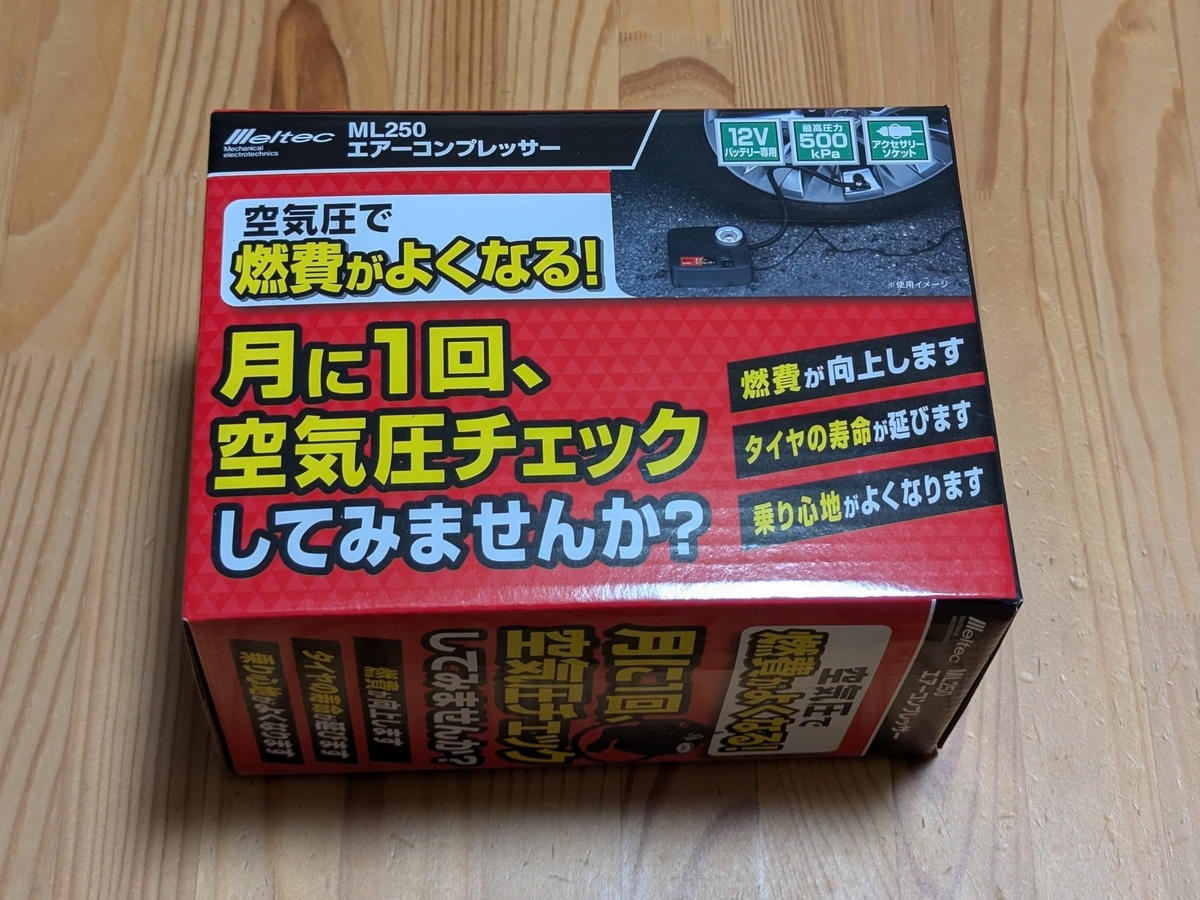 Meltec
Mechanical
electrotechnics
ML250
エアーコンプレッサー
12V
バッテリー専用
最高圧力
500
kPa
アクセサリー
ソケット
空気圧で
燃費がよくなる!
※使用イメージ
月に1回、
空気圧チェック
してみませんか?
燃費が向上します
タイヤの寿命が延びます
乗り心地がよくなります
Meltec
ML250
エアーコンプレッサー
空気圧で
燃費がよくなる!
月に1回、
空気圧チェック
してみませんか?
燃費が向上します
タイヤの寿命が延びます
乗り心地がよくなります